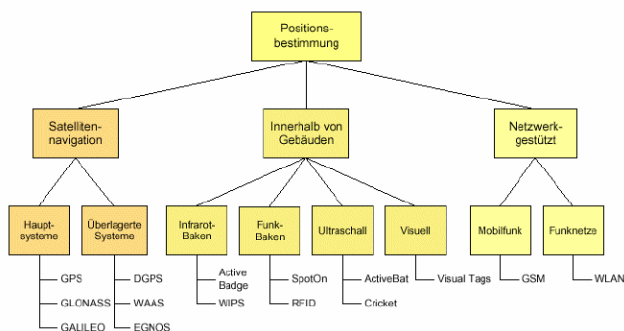 Positions-
bestimmung
Satelliten-
navigation
Innerhalb von
Gebäuden
Netzwerk-
gestützt
Haupt-
systeme
Überlagerte
Systeme
Infrarot-
Baken
Funk-
Baken
Ultraschall
Visuell
Mobilfunk
Funknetze
GPS
GLONASS
GALILEO
DGPS
WAAS
EGNOS
Active
Badge
WIPS
SpotOn
RFID
ActiveBat
Cricket
Visual Tags
GSM
WLAN